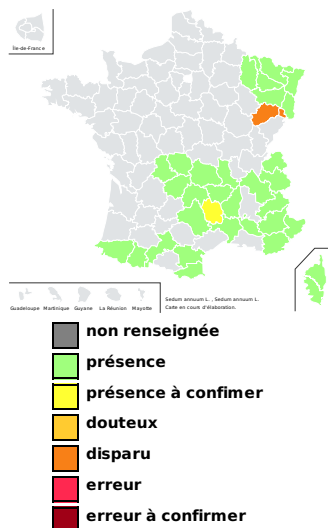 Île-de-France
Guadeloupe Martinique Guyane La Réunion Mayotte
Sedum annuum L. , Sedum annuum L.
Carte en cours d'élaboration.
non renseignée
présence
présence à confimer
douteux
disparu
erreur
erreur à confirmer